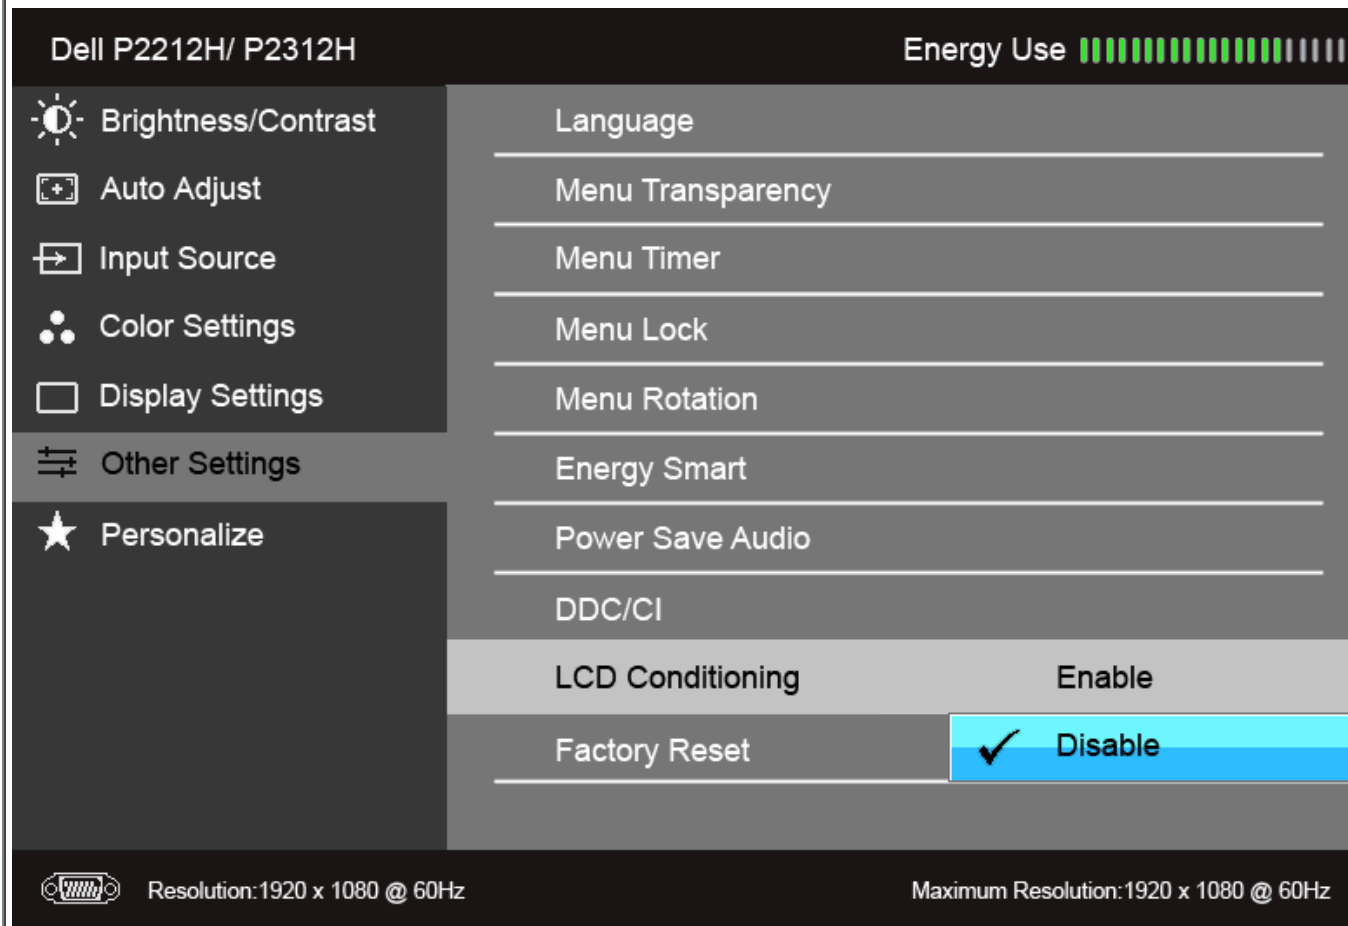 Dell P2212H/ P2312H
Energy Use
Brightness/Contrast
Auto Adjust
Input Source
Color Settings
Display Settings
Other Settings
Personalize
Language
Menu Transparency
Menu Timer
Menu Lock
Menu Rotation
Energy Smart
Power Save Audio
DDC/CI
LCD Conditioning
Enable
Factory Reset
Disable
Resolution:1920 x 1080 @ 60Hz
Maximum Resolution:1920 x 1080 @ 60Hz